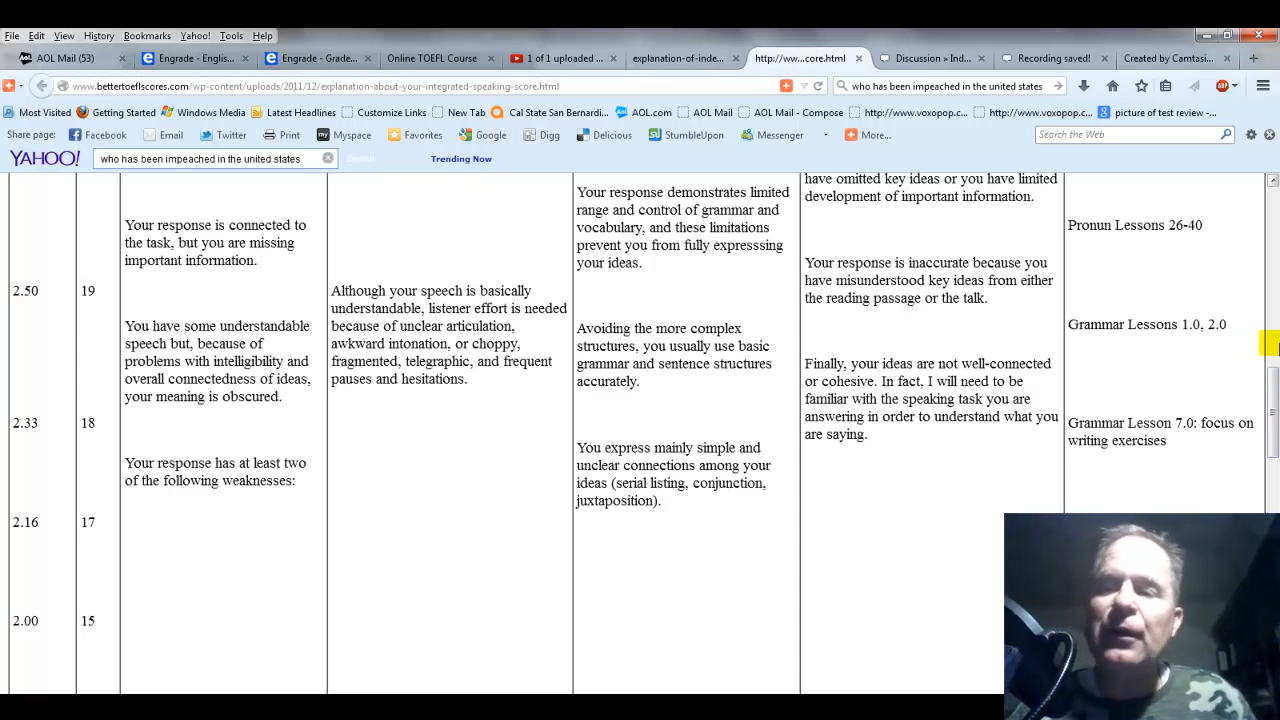 File Edit View History Bookmarks Yahoo! Tools Help
AOL Mail (53) Engrade - Englis... Engrade - Grade... Online TOEFL Course 1 of 1 uploaded ... explanation-of-inde... http://ww...core.html Discussion » Ind... Recording saved! Created by Camtasi...
www.bettertoeflscores.com/wp-content/uploads/2011/12/explanation-about-your-integrated-speaking-score.html who has been impeached in the united states
Most Visited Getting Started Windows Media Latest Headlines Customize Links New Tab Cal State San Bernardi... AOL.com AOL Mail AOL Mail - Compose http://www.voxopop.c... http://www.voxopop.c... picture of test review -...
Share page: Facebook Email Twitter Print Myspace Favorites Google Digg Delicious StumbleUpon Messenger More... Search the Web
YAHOO! who has been impeached in the united states Trending Now
2.50
2.33
2.16
2.00
19
18
17
15
Your response is connected to
the task, but you are missing
important information.
You have some understandable
speech but, because of
problems with intelligibility and
overall connectedness of ideas,
your meaning is obscured.
Your response has at least two
of the following weaknesses:
Although your speech is basically
understandable, listener effort is needed
because of unclear articulation,
awkward intonation, or choppy,
fragmented, telegraphic, and frequent
pauses and hesitations.
Your response demonstrates limited
range and control of grammar and
vocabulary, and these limitations
prevent you from fully expresssing
your ideas.
Avoiding the more complex
structures, you usually use basic
grammar and sentence structures
accurately.
You express mainly simple and
unclear connections among your
ideas (serial listing, conjunction,
juxtaposition).
have omitted key ideas or you have limited
development of important information.
Your response is inaccurate because you
have misunderstood key ideas from either
the reading passage or the talk.
Finally, your ideas are not well-connected
or cohesive. In fact, I will need to be
familiar with the speaking task you are
answering in order to understand what you
are saying.
Pronun Lessons 26-40
Grammar Lessons 1.0, 2.0
Grammar Lesson 7.0: focus on
writing exercises